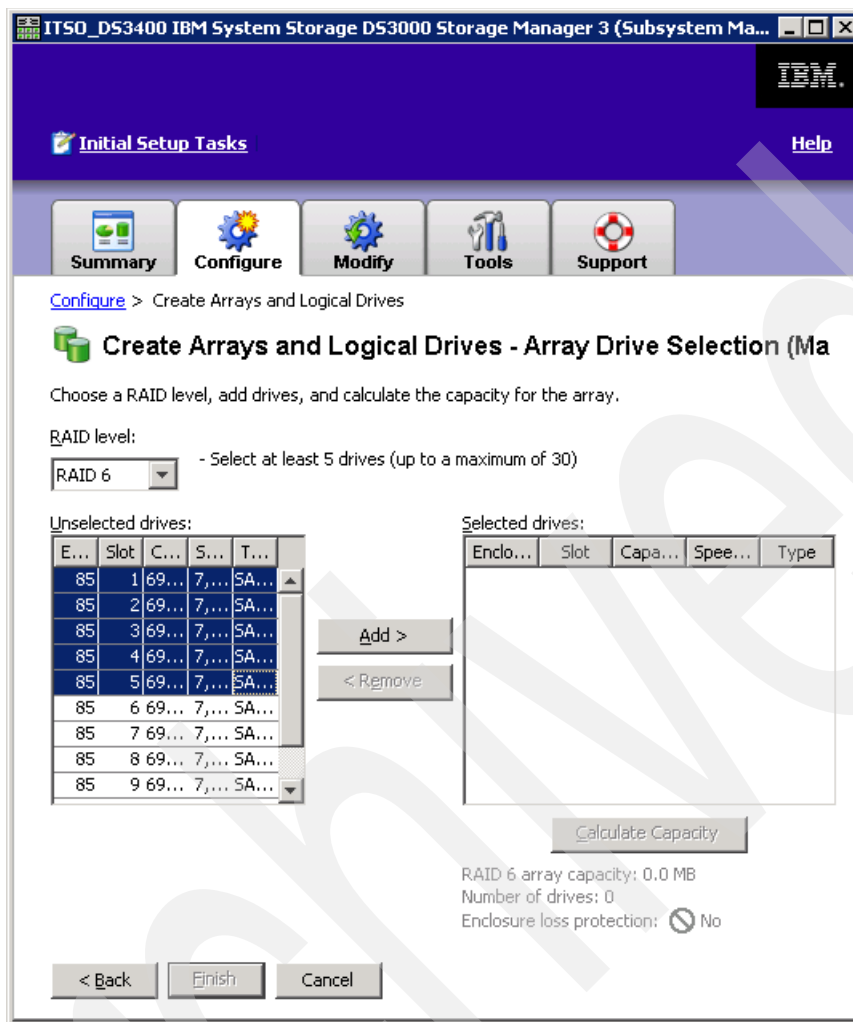 ITSO_DS3400 IBM System Storage DS3000 Storage Manager 3 (Subsystem Ma...
IBM.
Initial Setup Tasks
Help
Summary
Configure
Modify
Tools
Support
Configure > Create Arrays and Logical Drives
Create Arrays and Logical Drives - Array Drive Selection (Ma
Choose a RAID level, add drives, and calculate the capacity for the array.
RAID level:
RAID 6 - Select at least 5 drives (up to a maximum of 30)
Unselected drives:
E... Slot C... S... T...
85 1 69... 7,... SA...
85 2 69... 7,... SA...
85 3 69... 7,... SA...
85 4 69... 7,... SA...
85 5 69... 7,... SA...
85 6 69... 7,... SA...
85 7 69... 7,... SA...
85 8 69... 7,... SA...
85 9 69... 7,... SA...
Add >
< Remove
Selected drives:
Enclo... Slot Capa... Spee... Type
Calculate Capacity
RAID 6 array capacity: 0.0 MB
Number of drives: 0
Enclosure loss protection: No
< Back Finish Cancel